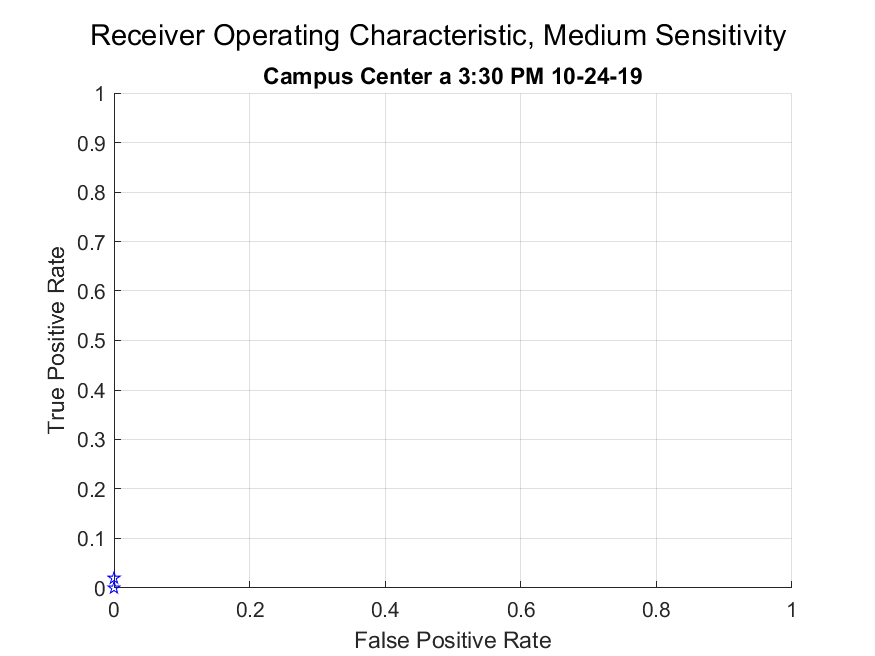 Receiver Operating Characteristic, Medium Sensitivity
Campus Center a 3:30 PM 10-24-19
1
0.9
0.8
0.7
0.6
0.5
0.4
0.3
0.2
0.1
0
True Positive Rate
0 0.2 0.4 0.6 0.8 1
False Positive Rate